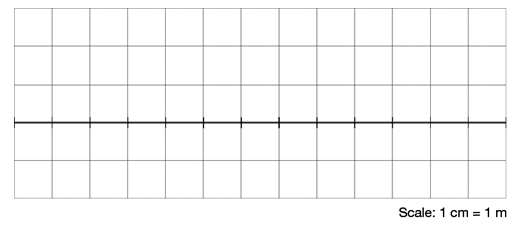 Scale: 1 cm = 1 m